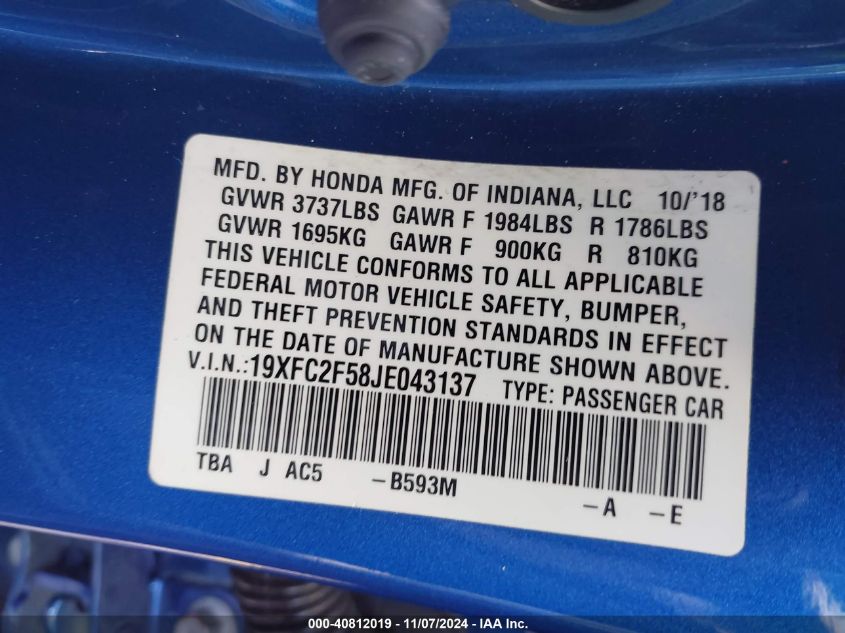 MFD. BY HONDA MFG. OF INDIANA, LLC 10/'18
GVWR 3737LBS GAWR F 1984LBS R 1786LBS
GVWR 1695KG GAWR F 900KG R 810KG
THIS VEHICLE CONFORMS TO ALL APPLICABLE
FEDERAL MOTOR VEHICLE SAFETY, BUMPER,
AND THEFT PREVENTION STANDARDS IN EFFECT
ON THE DATE OF MANUFACTURE SHOWN ABOVE.
V.I.N.:19XFC2F58JE043137 TYPE: PASSENGER CAR
TBA J AC5 -B593M -A -E
000-40812019 - 11/07/2024 - IAA Inc.